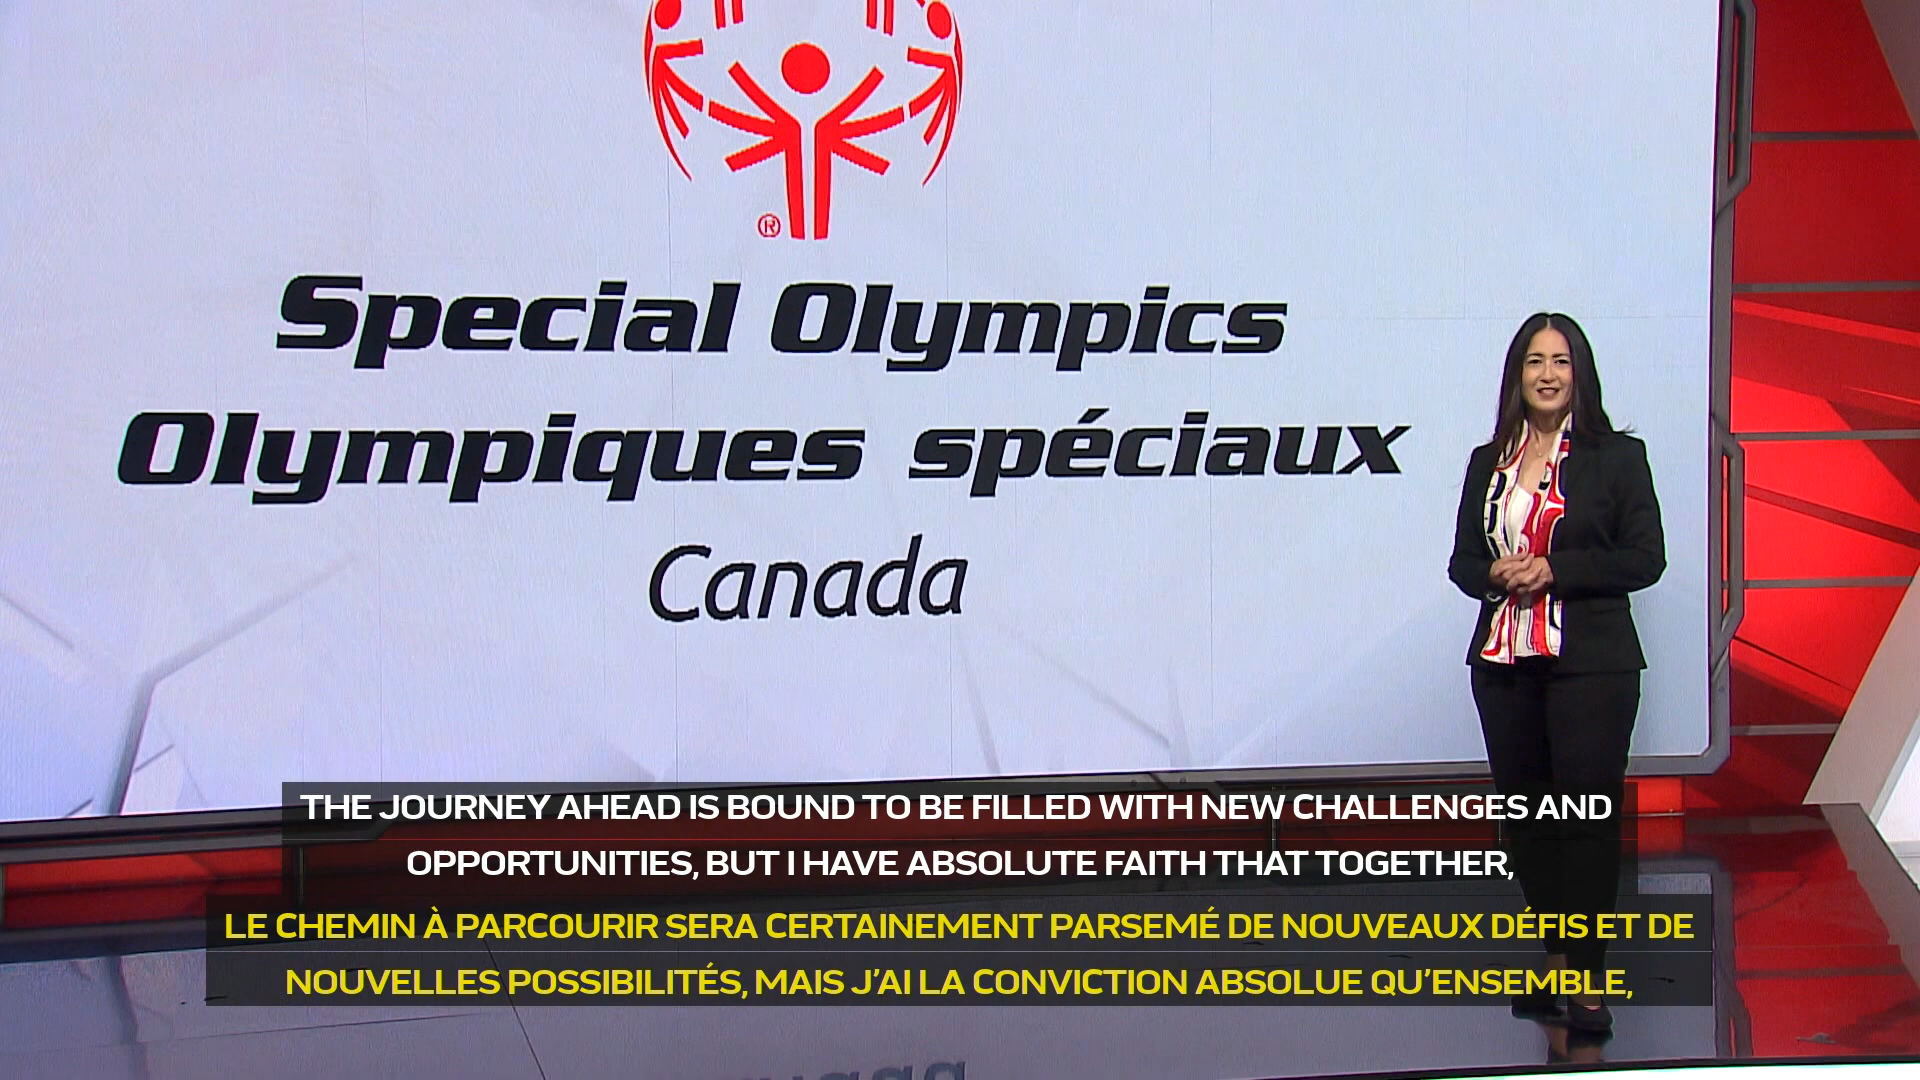 ®
Special Olympics
Olympiques spéciaux
Canada
THE JOURNEY AHEAD IS BOUND TO BE FILLED WITH NEW CHALLENGES AND
OPPORTUNITIES, BUT I HAVE ABSOLUTE FAITH THAT TOGETHER,
LE CHEMIN À PARCOURIR SERA CERTAINEMENT PARSEMÉ DE NOUVEAUX DÉFIS ET DE
NOUVELLES POSSIBILITÉS, MAIS J'AI LA CONVICTION ABSOLUE QU'ENSEMBLE,